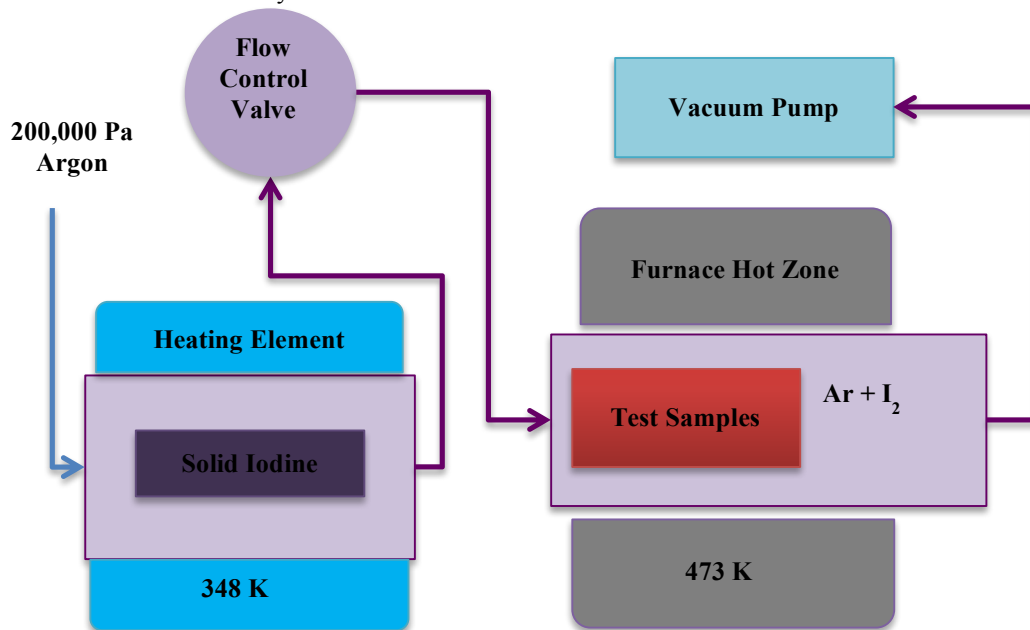 Flow
Control
Valve
200,000 Pa
Argon
Vacuum Pump
Furnace Hot Zone
Heating Element
Solid Iodine
Test Samples
Ar + I₂
348 K
473 K